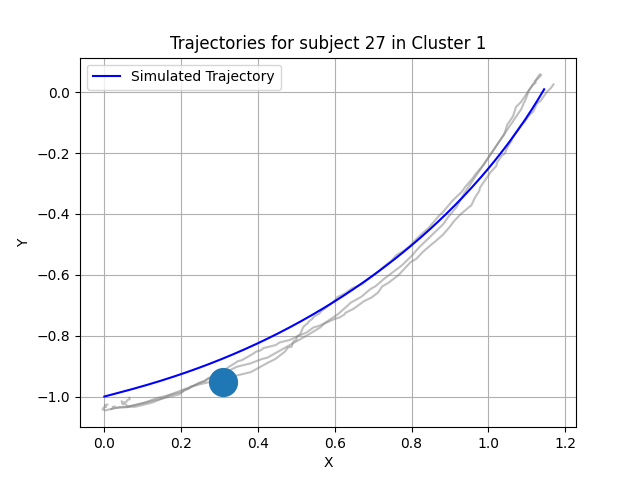 Trajectories for subject 27 in Cluster 1
Simulated Trajectory
0.0
−0.2
−0.4
−0.6
−0.8
−1.0
Y
0.0 0.2 0.4 0.6 0.8 1.0 1.2
X